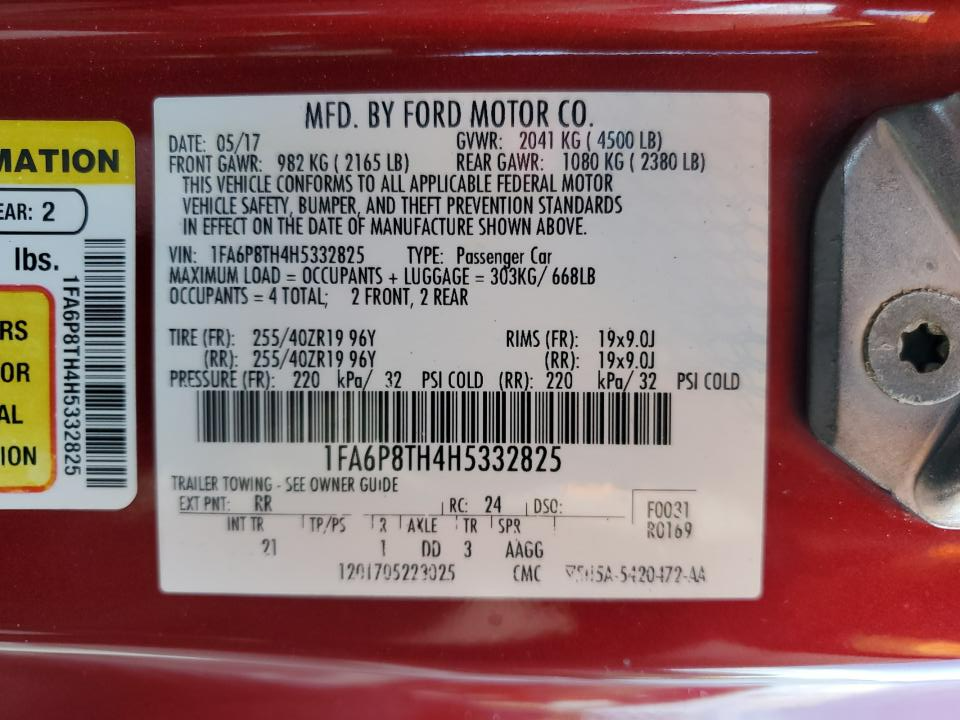 MATION
EAR: 2
lbs.
RS
OR
AL
ION
1FA6P8TH4H5332825
MFD. BY FORD MOTOR CO.
DATE: 05/17 GVWR: 2041 KG ( 4500 LB)
FRONT GAWR: 982 KG ( 2165 LB) REAR GAWR: 1080 KG ( 2380 LB)
THIS VEHICLE CONFORMS TO ALL APPLICABLE FEDERAL MOTOR
VEHICLE SAFETY, BUMPER, AND THEFT PREVENTION STANDARDS
IN EFFECT ON THE DATE OF MANUFACTURE SHOWN ABOVE.
VIN: 1FA6P8TH4H5332825 TYPE: Passenger Car
MAXIMUM LOAD = OCCUPANTS + LUGGAGE = 303KG/ 668LB
OCCUPANTS = 4 TOTAL; 2 FRONT, 2 REAR
TIRE (FR): 255/40ZR19 96Y RIMS (FR): 19x9.0J
(RR): 255/40ZR19 96Y (RR): 19x9.0J
PRESSURE (FR): 220 kPa/ 32 PSI COLD (RR): 220 kPa/ 32 PSI COLD
1FA6P8TH4H5332825
TRAILER TOWING - SEE OWNER GUIDE
EXT PNT: RR RC: 24 DSO: F0031
R0169
INT TR TP/PS R AXLE TR SPR
21 1 DD 3 AAGG
1201705223025 CMC